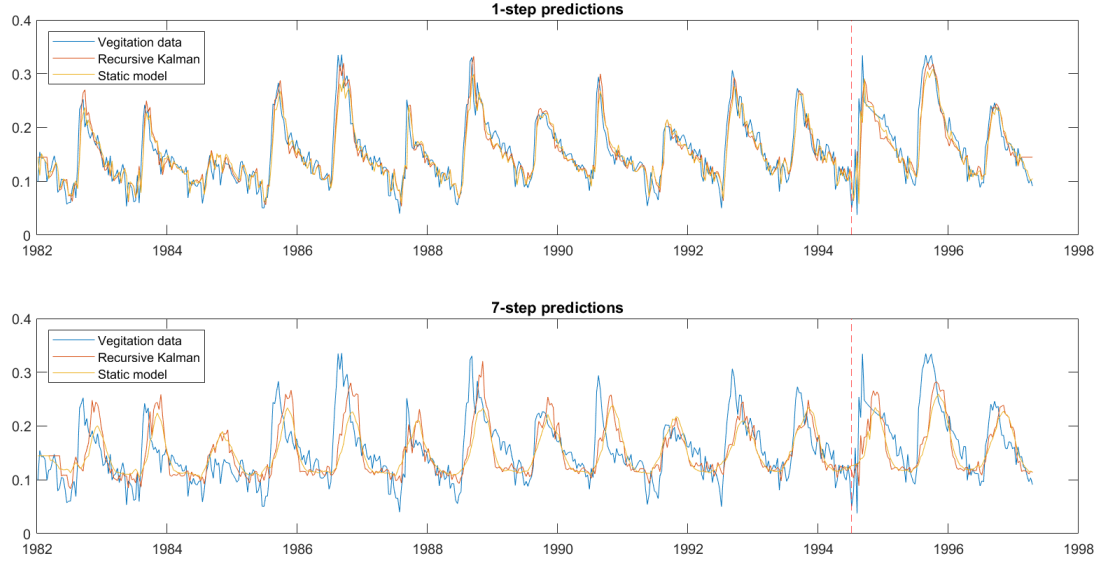 1-step predictions
0.4
0.3
0.2
0.1
0
Vegitation data
Recursive Kalman
Static model
1982 1984 1986 1988 1990 1992 1994 1996 1998
7-step predictions
0.4
0.3
0.2
0.1
0
Vegitation data
Recursive Kalman
Static model
1982 1984 1986 1988 1990 1992 1994 1996 1998